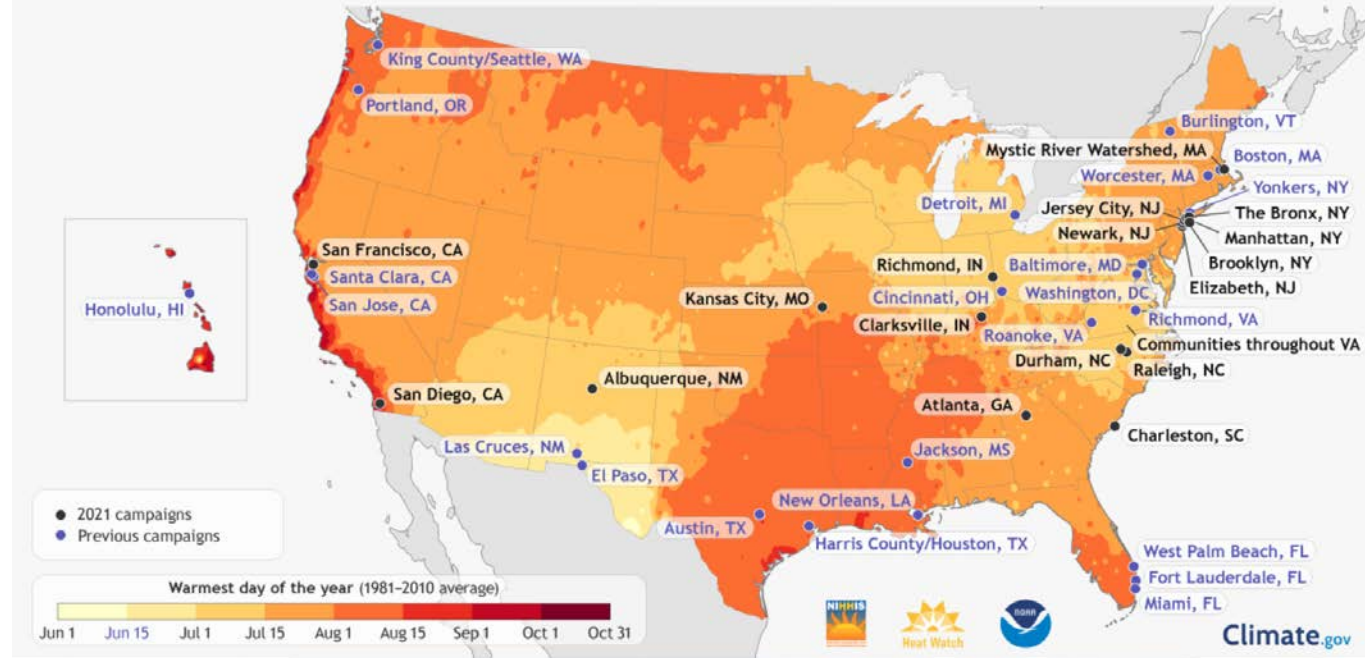 King County/Seattle, WA
Portland, OR
Burlington, VT
Mystic River Watershed, MA
Boston, MA
Worcester, MA
Yonkers, NY
Detroit, MI
Jersey City, NJ
The Bronx, NY
Newark, NJ
Manhattan, NY
San Francisco, CA
Richmond, IN
Baltimore, MD
Brooklyn, NY
Santa Clara, CA
Elizabeth, NJ
Honolulu, HI
San Jose, CA
Kansas City, MO
Cincinnati, OH
Washington, DC
Clarksville, IN
Roanoke, VA
Richmond, VA
Communities throughout VA
Durham, NC
Raleigh, NC
Albuquerque, NM
San Diego, CA
Atlanta, GA
Charleston, SC
Las Cruces, NM
Jackson, MS
El Paso, TX
New Orleans, LA
Austin, TX
Harris County/Houston, TX
West Palm Beach, FL
Fort Lauderdale, FL
Miami, FL
2021 campaigns
Previous campaigns
Warmest day of the year (1981–2010 average)
Jun 1 Jun 15 Jul 1 Jul 15 Aug 1 Aug 15 Sep 1 Oct 1 Oct 31
NIHHIS
Heat Watch
NOAA
Climate.gov